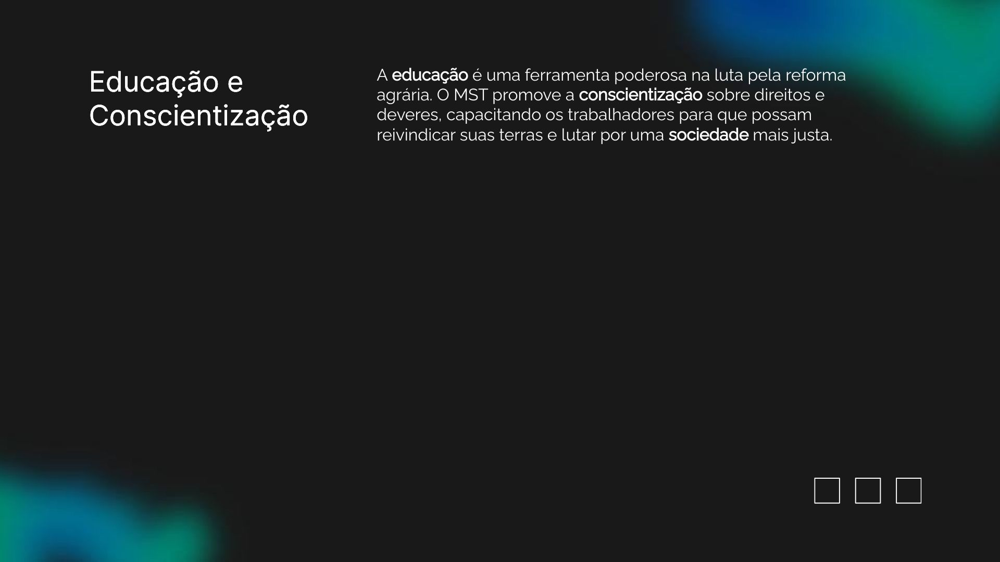 Educação e
Conscientização
A educação é uma ferramenta poderosa na luta pela reforma
agrária. O MST promove a conscientização sobre direitos e
deveres, capacitando os trabalhadores para que possam
reivindicar suas terras e lutar por uma sociedade mais justa.